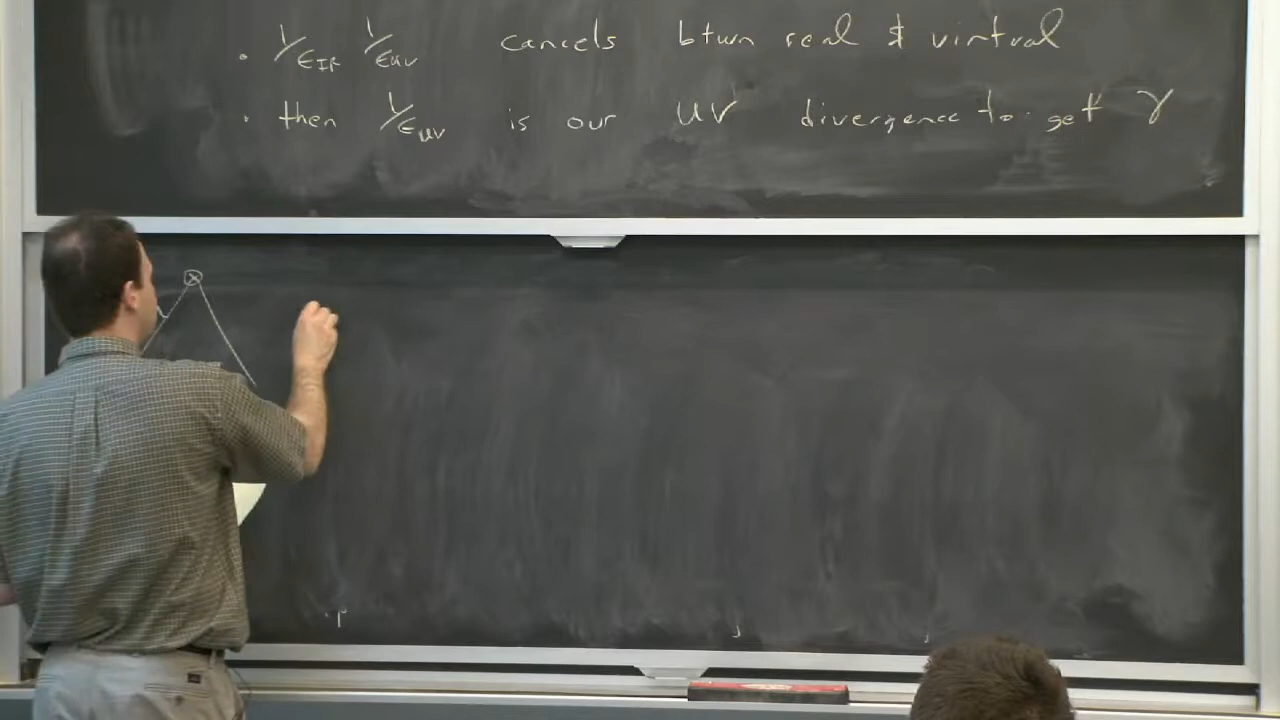 · 1/ε_IR 1/ε_UV cancels btwn real & virtual
· then 1/ε_UV is our UV divergence to get γ